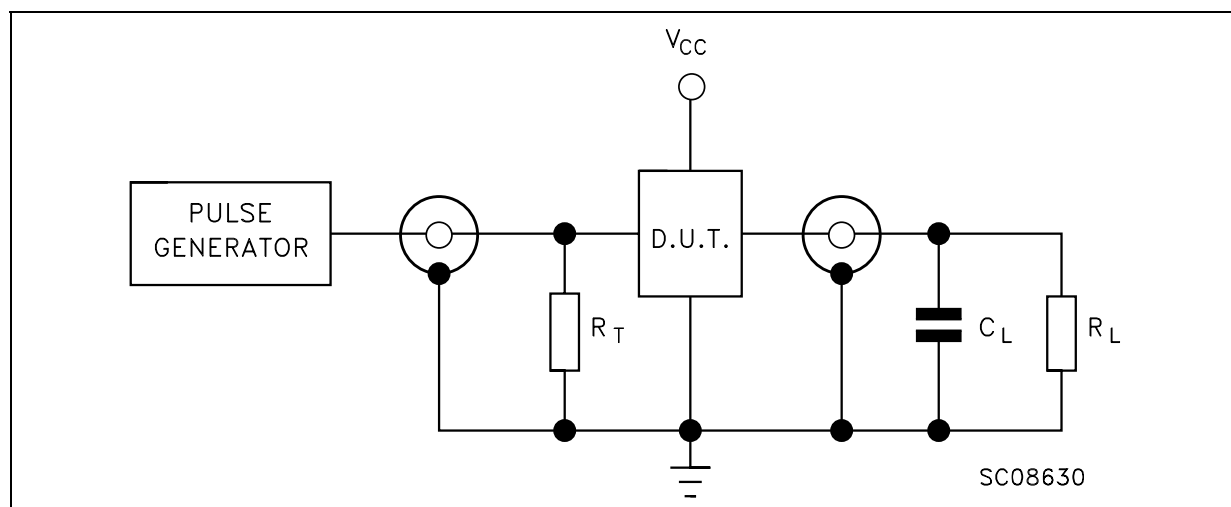 VCC
PULSE
GENERATOR
D.U.T.
RT
CL
RL
SC08630